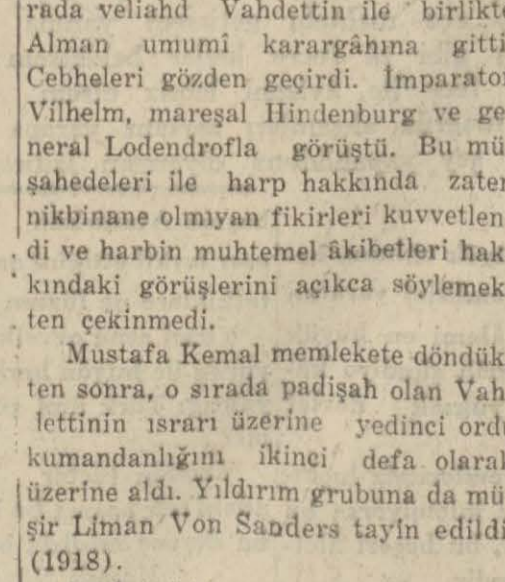 rada veliahd Vahdettin ile birlikte
Alman umumî karargâhına gitti
Cebheleri gözden geçirdi. İmparator
Vilhelm, mareşal Hindenburg ve ge
neral Lodendrofla görüştü. Bu mü
şahedeleri ile harp hakkında zaten
nikbinane olmıyan fikirleri kuvvetlen
di ve harbin muhtemel âkibetleri hak
kındaki görüşlerini açıkca söylemek
ten çekinmedi.
Mustafa Kemal memlekete döndük
ten sonra, o sırada padişah olan Vah
lettinin ısrarı üzerine yedinci ordu
kumandanlığını ikinci defa olarak
üzerine aldı. Yıldırım grubuna da mü
şir Liman Von Sanders tayin edildi
(1918).